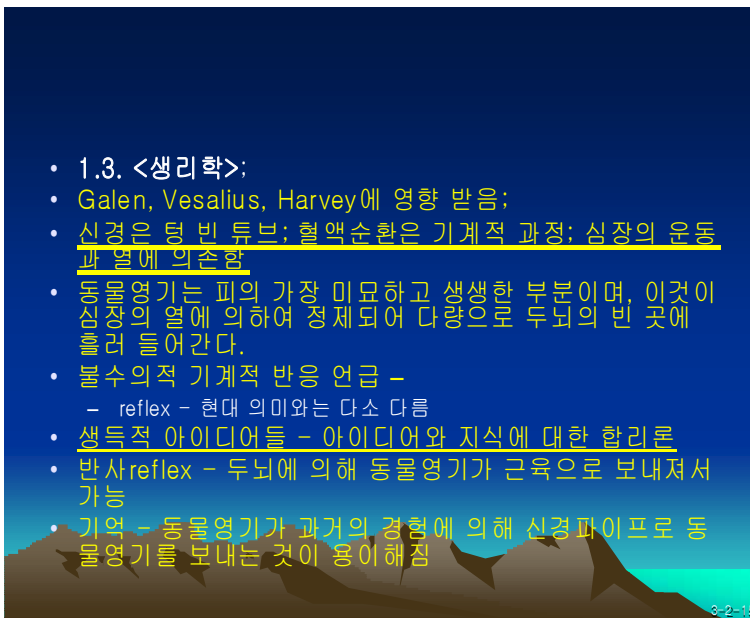 • 1.3. <생리학>;
• Galen, Vesalius, Harvey에 영향 받음;
• 신경은 텅 빈 튜브; 혈액순환은 기계적 과정; 심장의 운동
과 열에 의존함
• 동물영기는 피의 가장 미묘하고 생생한 부분이며, 이것이
심장의 열에 의하여 정제되어 다량으로 두뇌의 빈 곳에
흘러 들어간다.
• 불수의적 기계적 반응 언급 –
– reflex - 현대 의미와는 다소 다름
• 생득적 아이디어들 - 아이디어와 지식에 대한 합리론
• 반사reflex - 두뇌에 의해 동물영기가 근육으로 보내져서
가능
• 기억 - 동물영기가 과거의 경험에 의해 신경파이프로 동
물영기를 보내는 것이 용이해짐